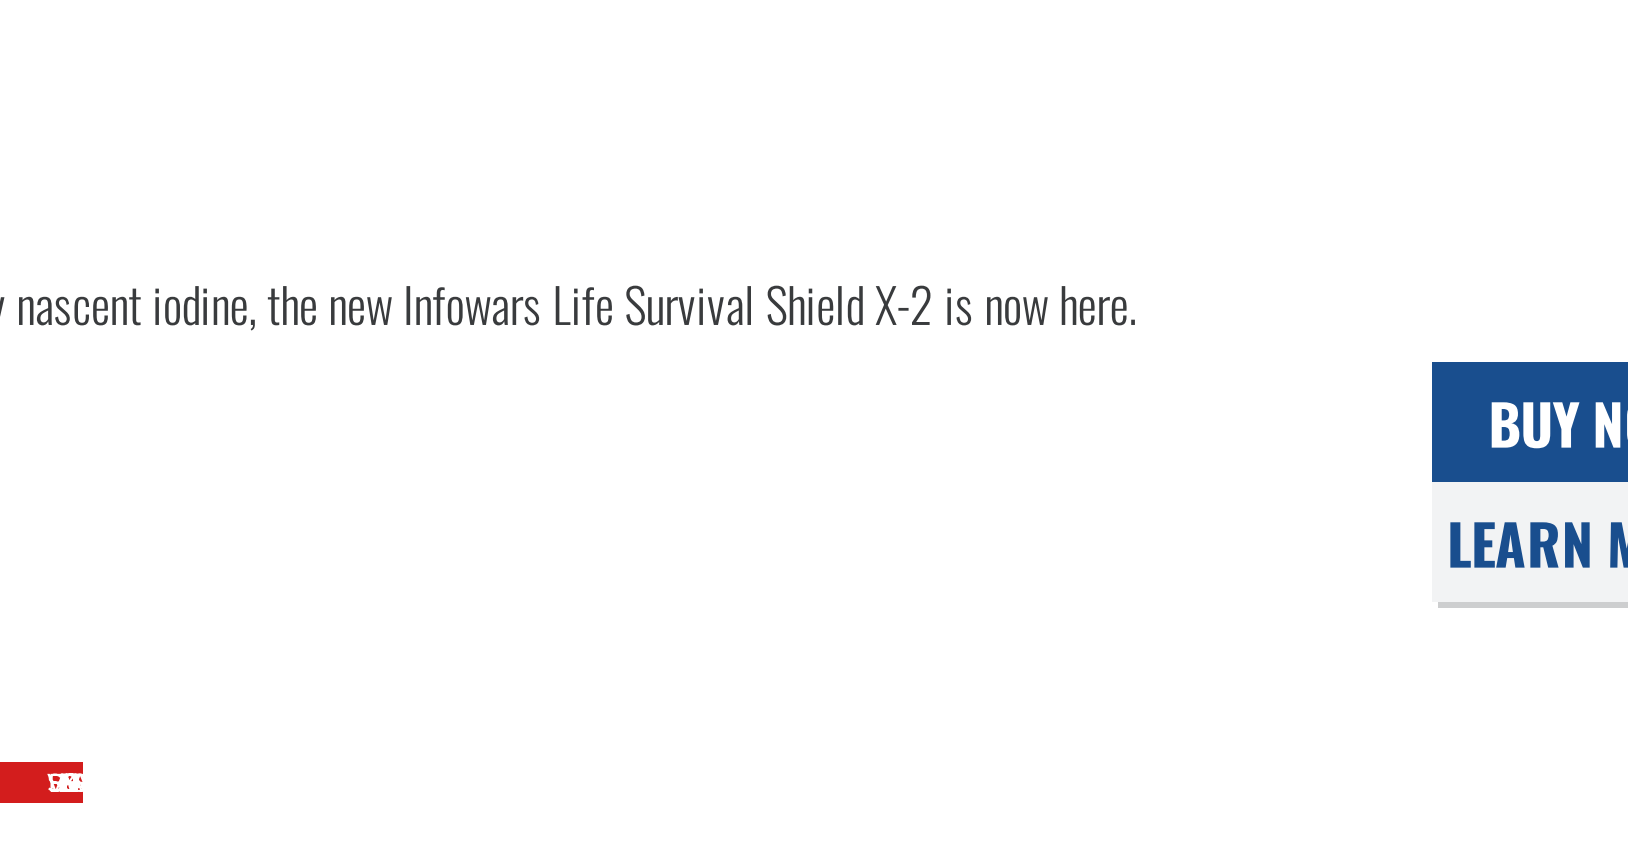 nascent iodine, the new Infowars Life Survival Shield X-2 is now here.
BUY
LEARN